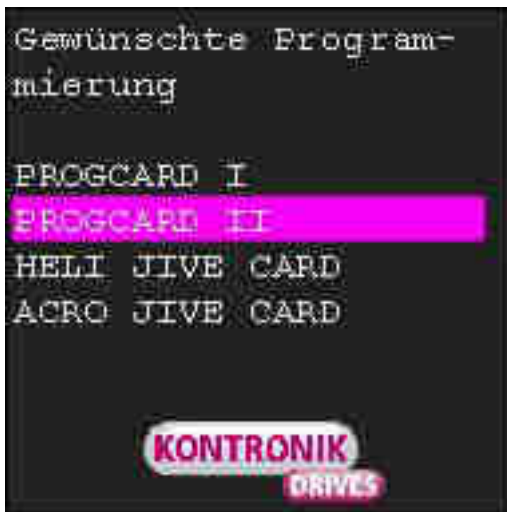 Gewünschte Program-
mierung
PROGCARD I
PROGCARD II
HELI JIVE CARD
ACRO JIVE CARD
KONTRONIK
DRIVES